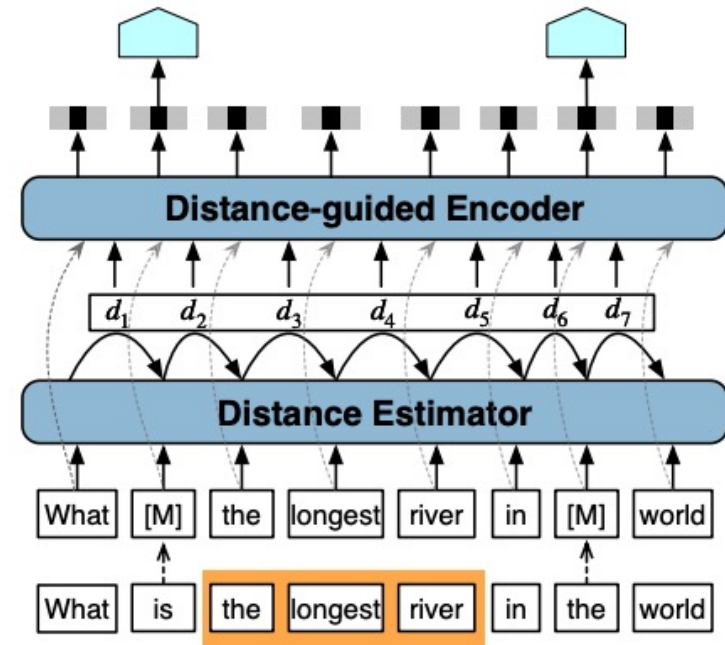 Distance-guided Encoder
d1 d2 d3 d4 d5 d6 d7
Distance Estimator
What [M] the longest river in [M] world
What is the longest river in the world